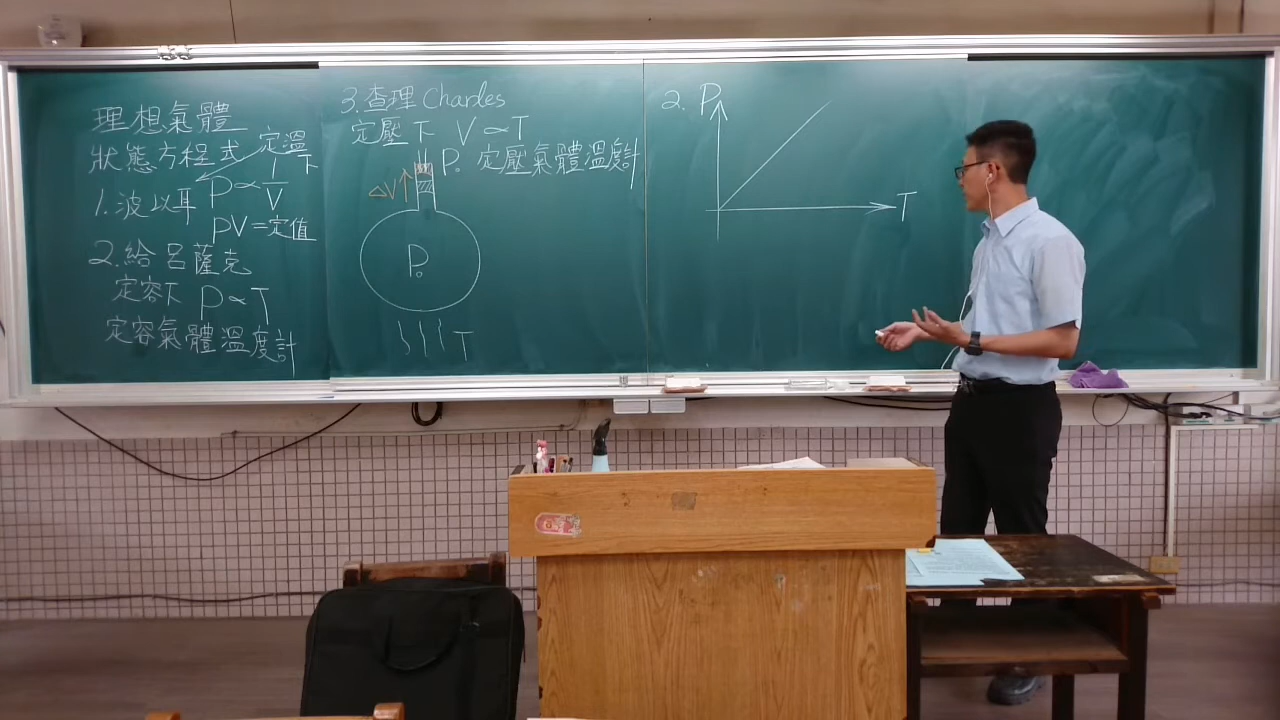 理想氣體
狀態方程式
定溫下
1.波以耳 P∝1/V
PV=定值
2.給呂薩克
定容下 P∝T
定容氣體溫度計
3.查理 Charles
定壓下 V∝T
P₀ 定壓氣體溫度計
ΔV↑
P₀
T
2. P
T